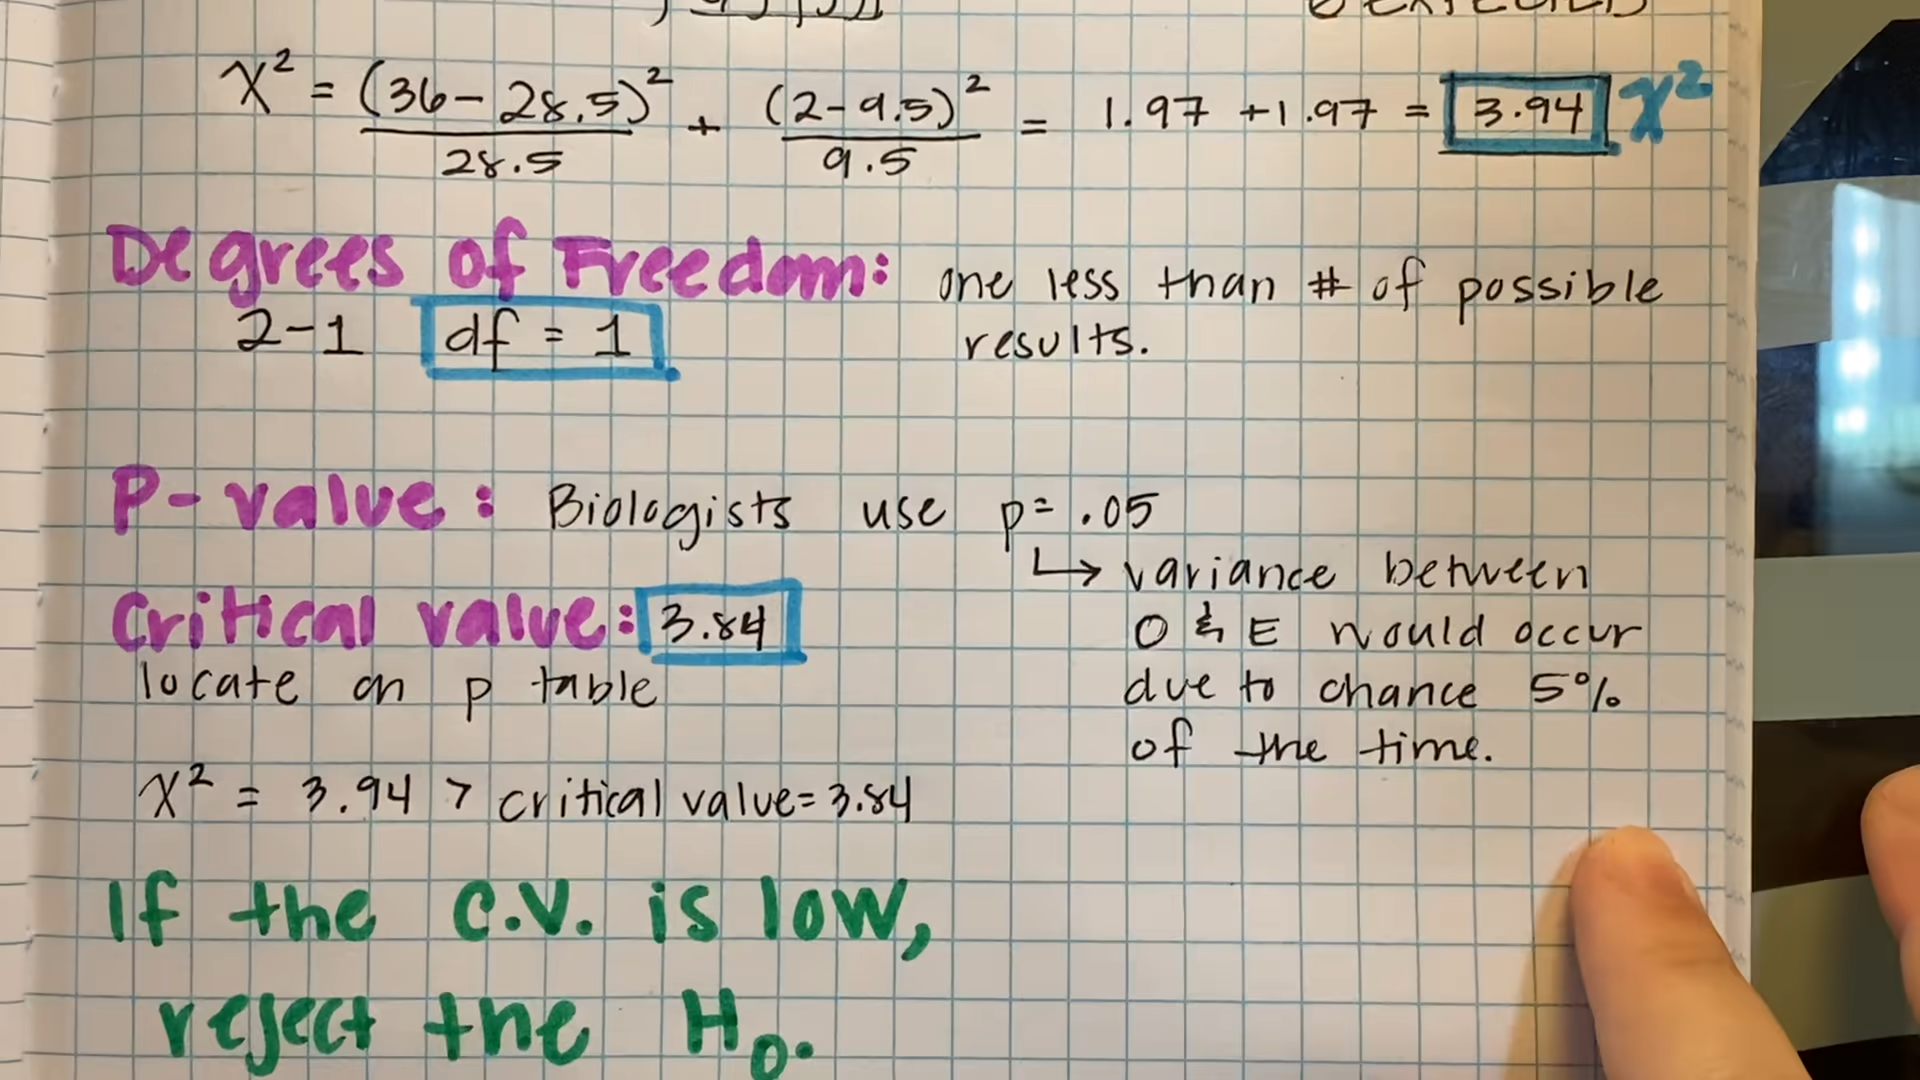 χ² = (36-28.5)²/28.5 + (2-9.5)²/9.5 = 1.97 + 1.97 = 3.94 χ²
Degrees of Freedom: one less than # of possible
2-1 df = 1 results.
P-value: Biologists use p= .05
↳ variance between
O & E would occur
due to chance 5%
of the time.
Critical value: 3.84
locate on p table
χ² = 3.94 > critical value= 3.84
If the C.V. is low,
reject the H₀.